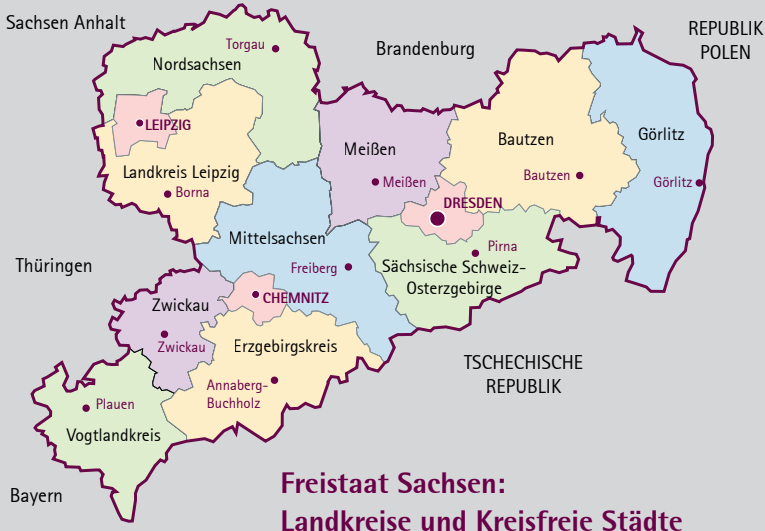 Sachsen Anhalt
Torgau
Nordsachsen
Brandenburg
REPUBLIK
POLEN
LEIPZIG
Landkreis Leipzig
Borna
Meißen
Meißen
Bautzen
Bautzen
Görlitz
Görlitz
DRESDEN
Mittelsachsen
Freiberg
Pirna
Sächsische Schweiz-
Osterzgebirge
Thüringen
CHEMNITZ
Zwickau
Zwickau
Erzgebirgskreis
Annaberg-
Buchholz
TSCHECHISCHE
REPUBLIK
Plauen
Vogtlandkreis
Bayern
Freistaat Sachsen:
Landkreise und Kreisfreie Städte